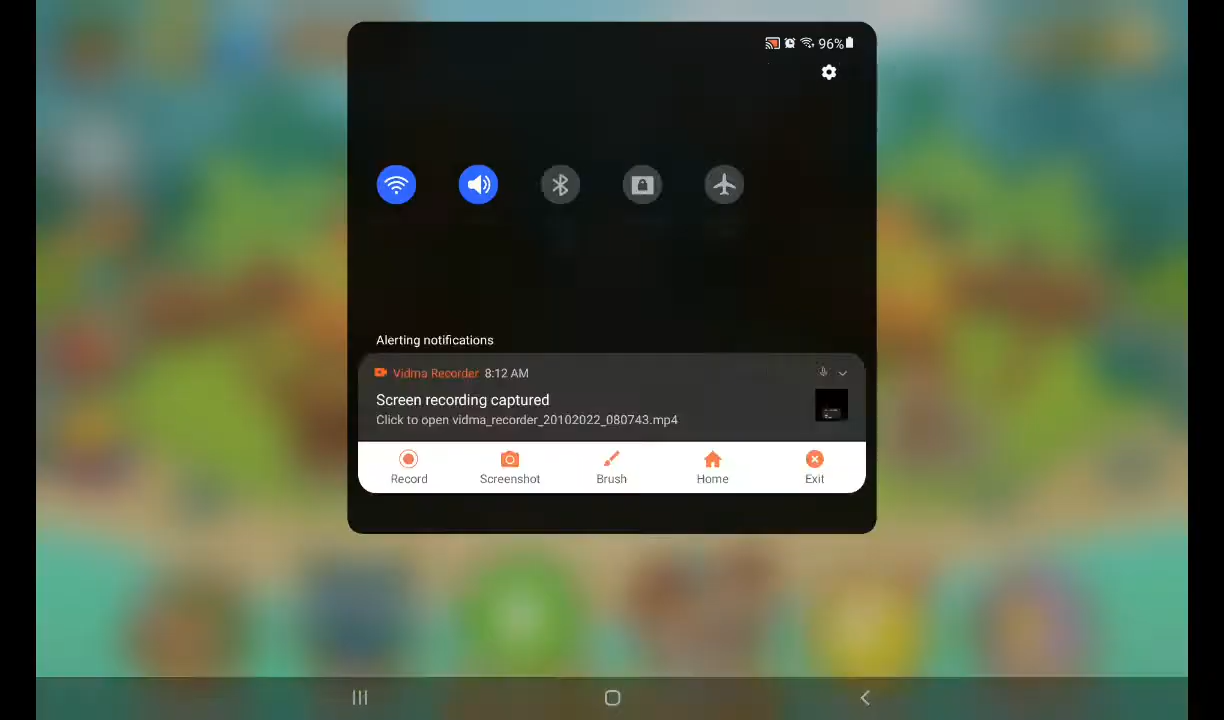 96%
Alerting notifications
Vidma Recorder 8:12 AM
Screen recording captured
Click to open vidma_recorder_20102022_080743.mp4
Record Screenshot Brush Home Exit